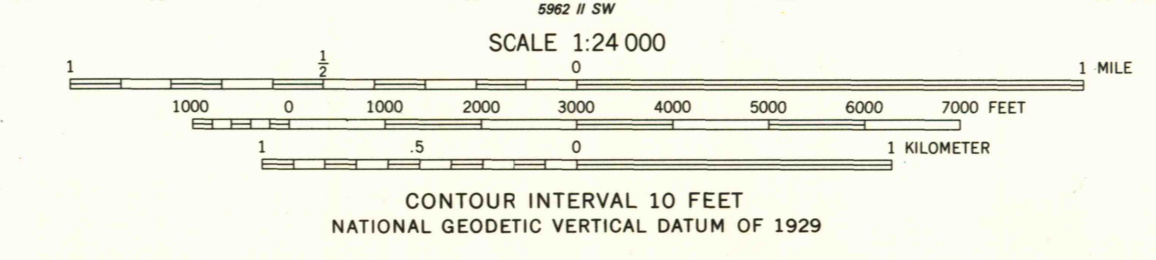 5962 II SW
SCALE 1:24 000
1 1/2 0 1 MILE
1000 0 1000 2000 3000 4000 5000 6000 7000 FEET
1 .5 0 1 KILOMETER
CONTOUR INTERVAL 10 FEET
NATIONAL GEODETIC VERTICAL DATUM OF 1929